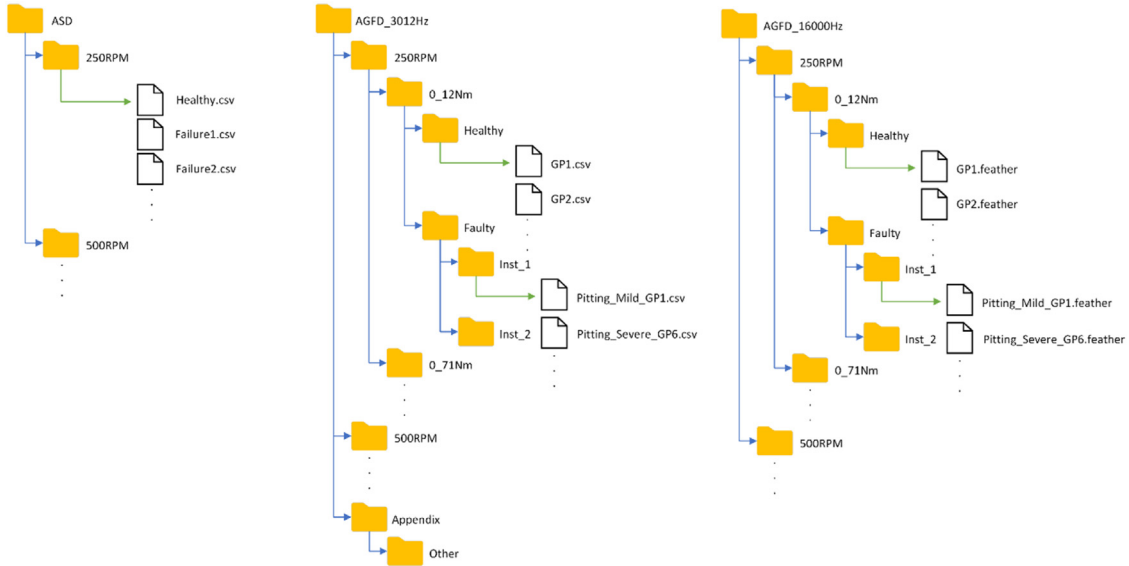 ASD
250RPM
Healthy.csv
Failure1.csv
Failure2.csv
500RPM
AGFD_3012Hz
250RPM
0_12Nm
Healthy
GP1.csv
GP2.csv
Faulty
Inst_1
Pitting_Mild_GP1.csv
Inst_2
Pitting_Severe_GP6.csv
0_71Nm
500RPM
Appendix
Other
AGFD_16000Hz
250RPM
0_12Nm
Healthy
GP1.feather
GP2.feather
Faulty
Inst_1
Pitting_Mild_GP1.feather
Inst_2
Pitting_Severe_GP6.feather
0_71Nm
500RPM